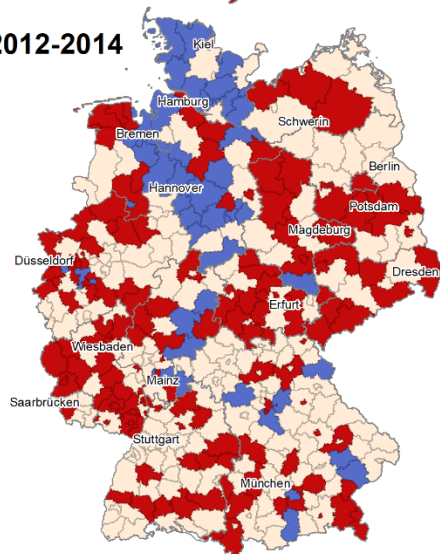 2012-2014
Kiel
Hamburg
Schwerin
Bremen
Berlin
Hannover
Potsdam
Magdeburg
Düsseldorf
Dresden
Erfurt
Wiesbaden
Mainz
Saarbrücken
Stuttgart
München